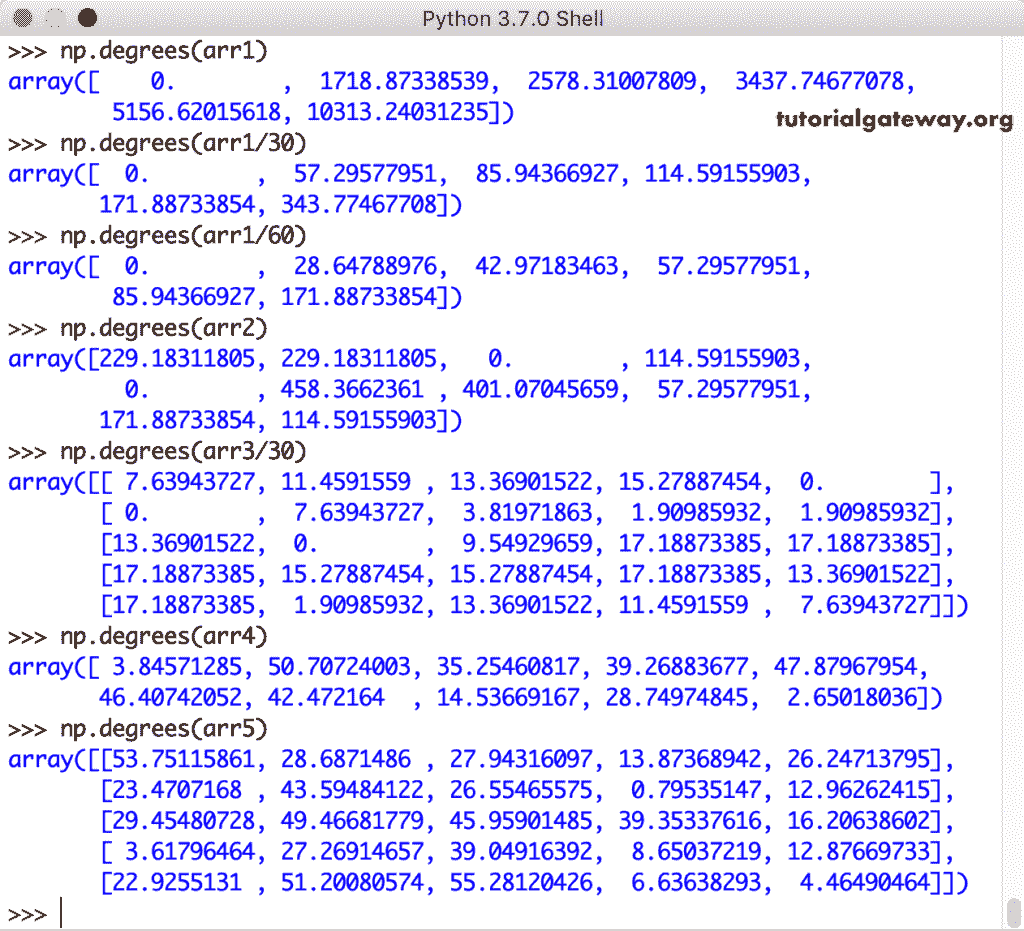 Python 3.7.0 Shell
>>> np.degrees(arr1)
array([    0.        ,  1718.87338539,  2578.31007809,  3437.74677078,
        5156.62015618, 10313.24031235])
tutorialgateway.org
>>> np.degrees(arr1/30)
array([  0.        ,  57.29577951,  85.94366927, 114.59155903,
       171.88733854, 343.77467708])
>>> np.degrees(arr1/60)
array([  0.        ,  28.64788976,  42.97183463,  57.29577951,
        85.94366927, 171.88733854])
>>> np.degrees(arr2)
array([229.18311805, 229.18311805,   0.        , 114.59155903,
         0.        , 458.3662361 , 401.07045659,  57.29577951,
       171.88733854, 114.59155903])
>>> np.degrees(arr3/30)
array([[ 7.63943727, 11.4591559 , 13.36901522, 15.27887454,  0.        ],
       [ 0.        ,  7.63943727,  3.81971863,  1.90985932,  1.90985932],
       [13.36901522,  0.        ,  9.54929659, 17.18873385, 17.18873385],
       [17.18873385, 15.27887454, 15.27887454, 17.18873385, 13.36901522],
       [17.18873385,  1.90985932, 13.36901522, 11.4591559 ,  7.63943727]])
>>> np.degrees(arr4)
array([ 3.84571285, 50.70724003, 35.25460817, 39.26883677, 47.87967954,
       46.40742052, 42.472164  , 14.53669167, 28.74974845,  2.65018036])
>>> np.degrees(arr5)
array([[53.75115861, 28.6871486 , 27.94316097, 13.87368942, 26.24713795],
       [23.4707168 , 43.59484122, 26.55465575,  0.79535147, 12.96262415],
       [29.45480728, 49.46681779, 45.95901485, 39.35337616, 16.20638602],
       [ 3.61796464, 27.26914657, 39.04916392,  8.65037219, 12.87669733],
       [22.9255131 , 51.20080574, 55.28120426,  6.63638293,  4.46490464]])
>>>